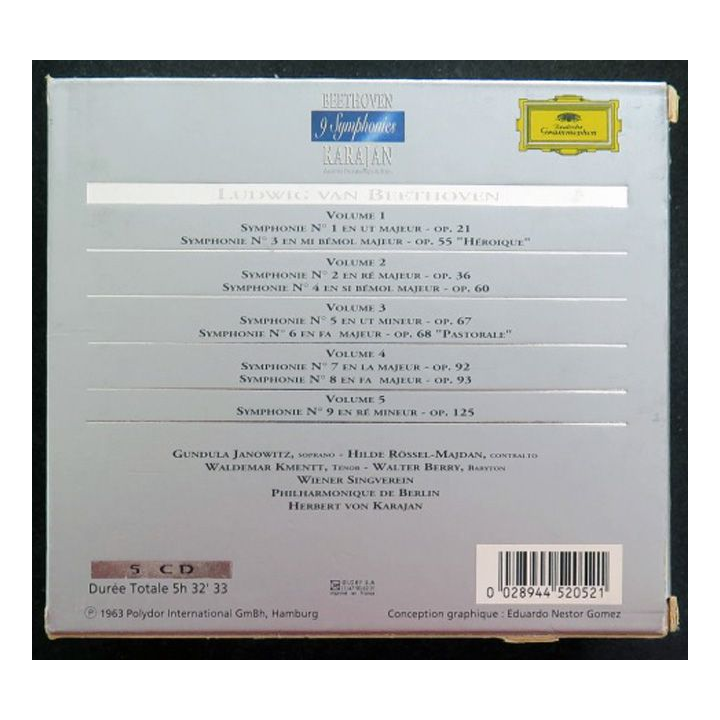 BEETHOVEN
9 Symphonies
KARAJAN
Deutsche
Grammophon
LUDWIG VAN BEETHOVEN
VOLUME 1
SYMPHONIE N° 1 EN UT MAJEUR - OP. 21
SYMPHONIE N° 3 EN MI BÉMOL MAJEUR - OP. 55 "HÉROIQUE"
VOLUME 2
SYMPHONIE N° 2 EN RÉ MAJEUR - OP. 36
SYMPHONIE N° 4 EN SI BÉMOL MAJEUR - OP. 60
VOLUME 3
SYMPHONIE N° 5 EN UT MINEUR - OP. 67
SYMPHONIE N° 6 EN FA MAJEUR - OP. 68 "PASTORALE"
VOLUME 4
SYMPHONIE N° 7 EN LA MAJEUR - OP. 92
SYMPHONIE N° 8 EN FA MAJEUR - OP. 93
VOLUME 5
SYMPHONIE N° 9 EN RÉ MINEUR - OP. 125
GUNDULA JANOWITZ, SOPRANO - HILDE RÖSSEL-MAJDAN, CONTRALTO
WALDEMAR KMENTT, TÉNOR - WALTER BERRY, BARYTON
WIENER SINGVEREIN
PHILHARMONIQUE DE BERLIN
HERBERT VON KARAJAN
5 CD
Durée Totale 5h 32' 33
0 028944 520521
℗ 1963 Polydor International GmBh, Hamburg
Conception graphique : Eduardo Nestor Gomez